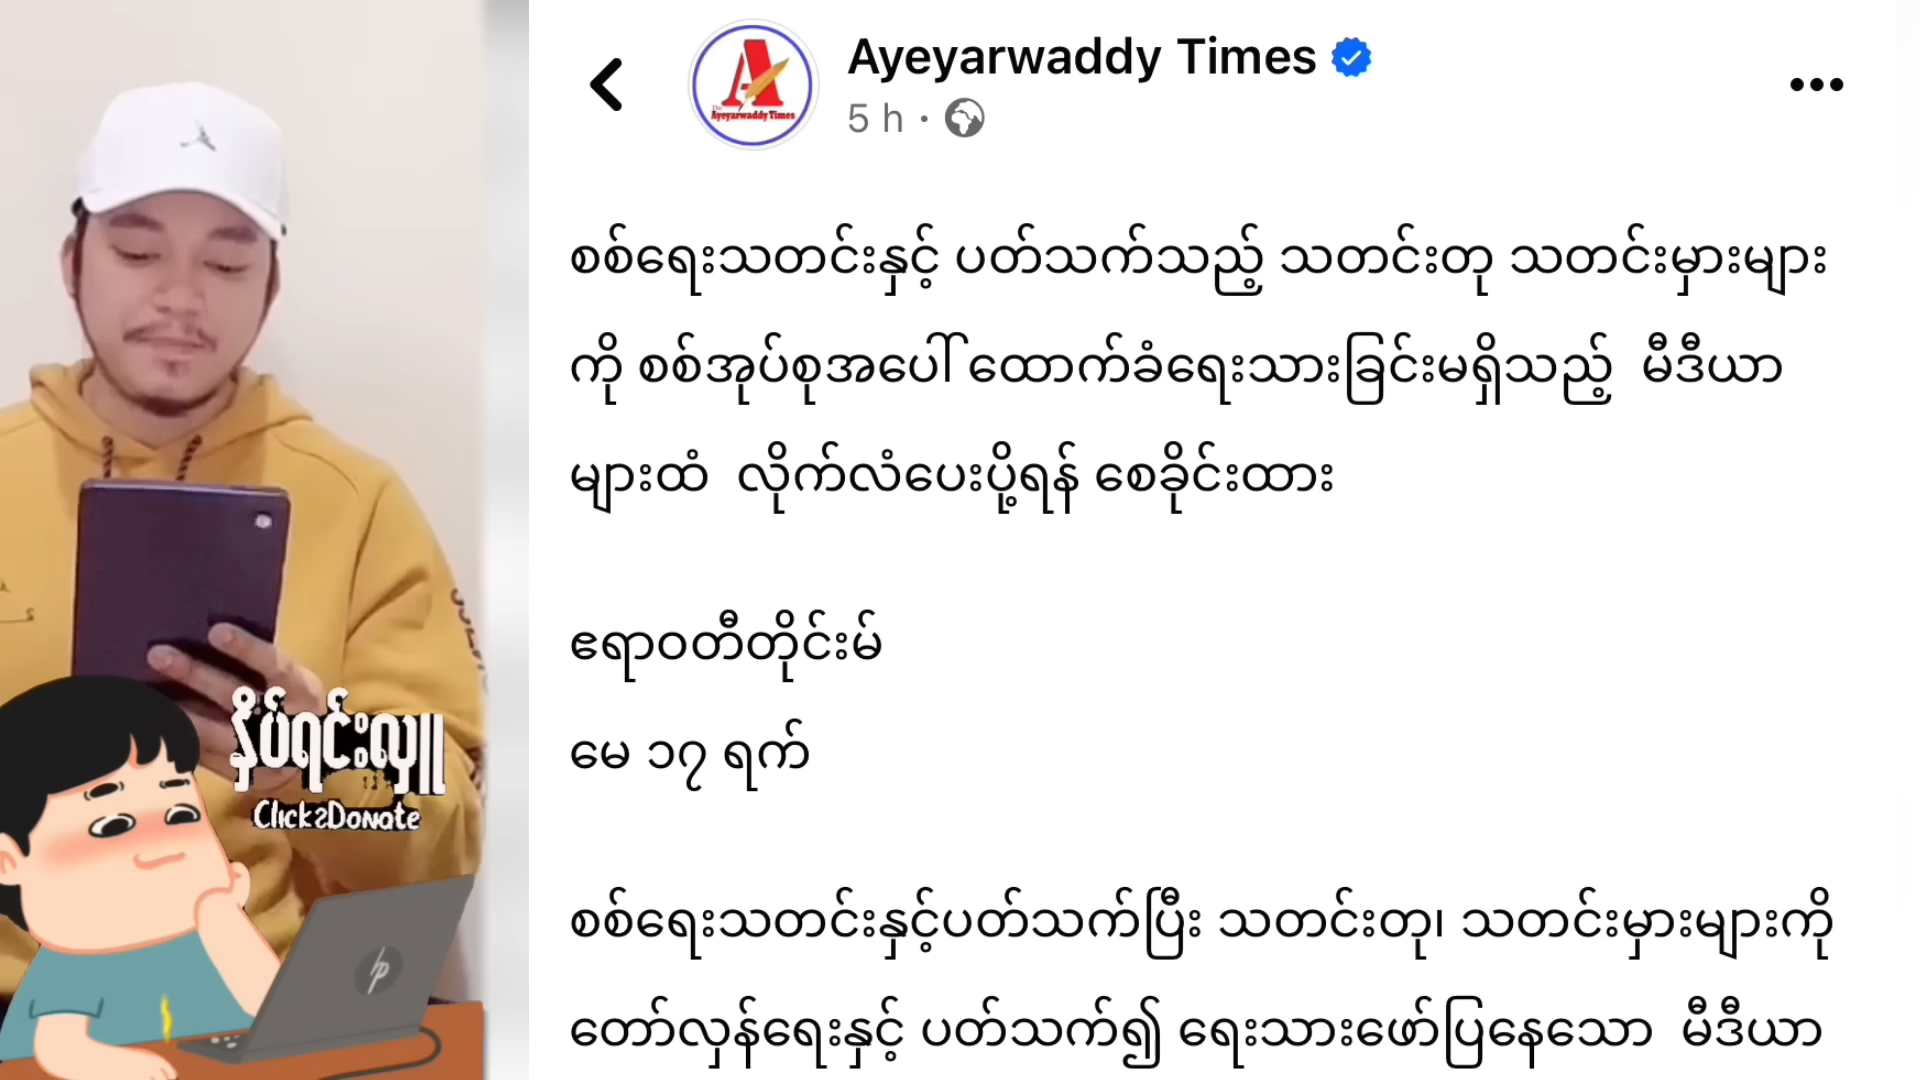 Ayeyarwaddy Times
5 h
The
Ayeyarwaddy Times
စစ်ရေးသတင်းနှင့် ပတ်သက်သည့် သတင်းတု သတင်းမှားများ
ကို စစ်အုပ်စုအပေါ် ထောက်ခံရေးသားခြင်းမရှိသည့် မီဒီယာ
များထံ လိုက်လံပေးပို့ရန် စေခိုင်းထား
ဧရာဝတီတိုင်းမ်
မေ ၁၇ ရက်
စစ်ရေးသတင်းနှင့်ပတ်သက်ပြီး သတင်းတု၊ သတင်းမှားများကို
တော်လှန်ရေးနှင့် ပတ်သက်၍ ရေးသားဖော်ပြနေသော မီဒီယာ
နှိပ်ရင်းလှူ
Click2Donate
hp